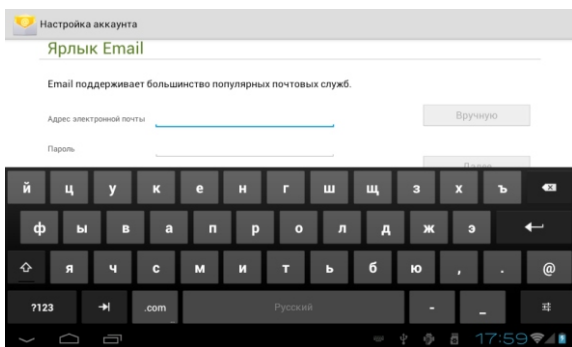 Настройка аккаунта
Ярлык Email
Email поддерживает большинство популярных почтовых служб.
Адрес электронной почты
Вручную
Пароль
Далее
й ц у к е н г ш щ з х ъ
ф ы в а п р о л д ж э
я ч с м и т ь б ю , . @
?123 .com Русский - _
17:59